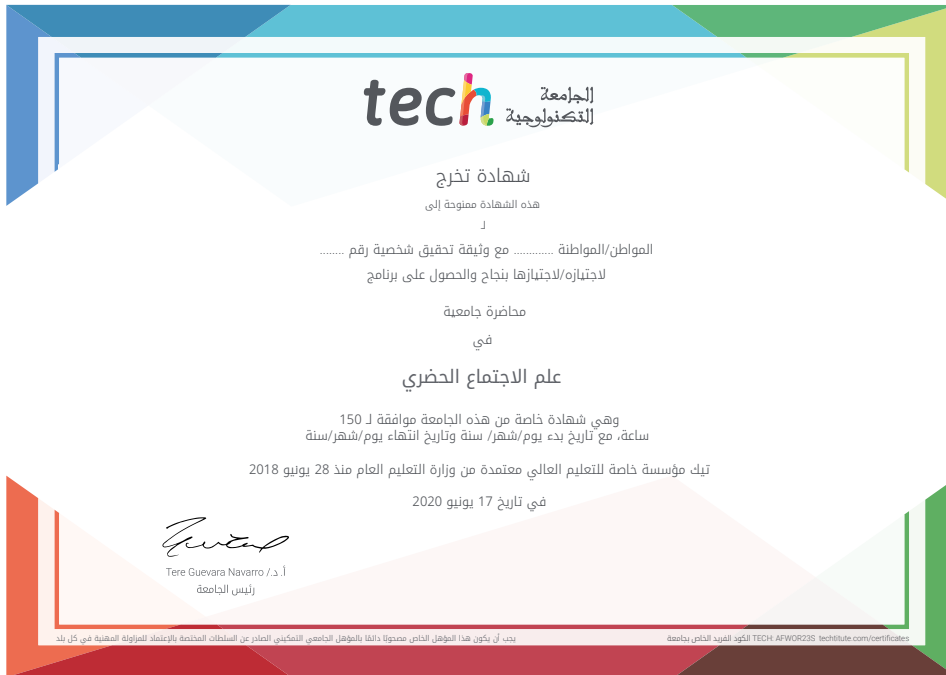 tech الجامعة
التكنولوجية
شهادة تخرج
هذه الشهادة ممنوحة إلى
لـ
المواطن/المواطنة ............. مع وثيقة تحقيق شخصية رقم ........
لاجتيازه/لاجتيازها بنجاح والحصول على برنامج
محاضرة جامعية
في
علم الاجتماع الحضري
وهي شهادة خاصة من هذه الجامعة موافقة لـ 150
ساعة، مع تاريخ بدء يوم/شهر/ سنة وتاريخ انتهاء يوم/شهر/سنة
تيك مؤسسة خاصة للتعليم العالي معتمدة من وزارة التعليم العام منذ 28 يونيو 2018
في تاريخ 17 يونيو 2020
أ. د./ Tere Guevara Navarro
رئيس الجامعة
يجب أن يكون هذا المؤهل الخاص مصحوبًا دائمًا بالمؤهل الجامعي التمكيني الصادر عن السلطات المختصة بالإعتماد للمزاولة المهنية في كل بلد
الكود الفريد الخاص بجامعة TECH: AFWOR23S techtitute.com/certificates